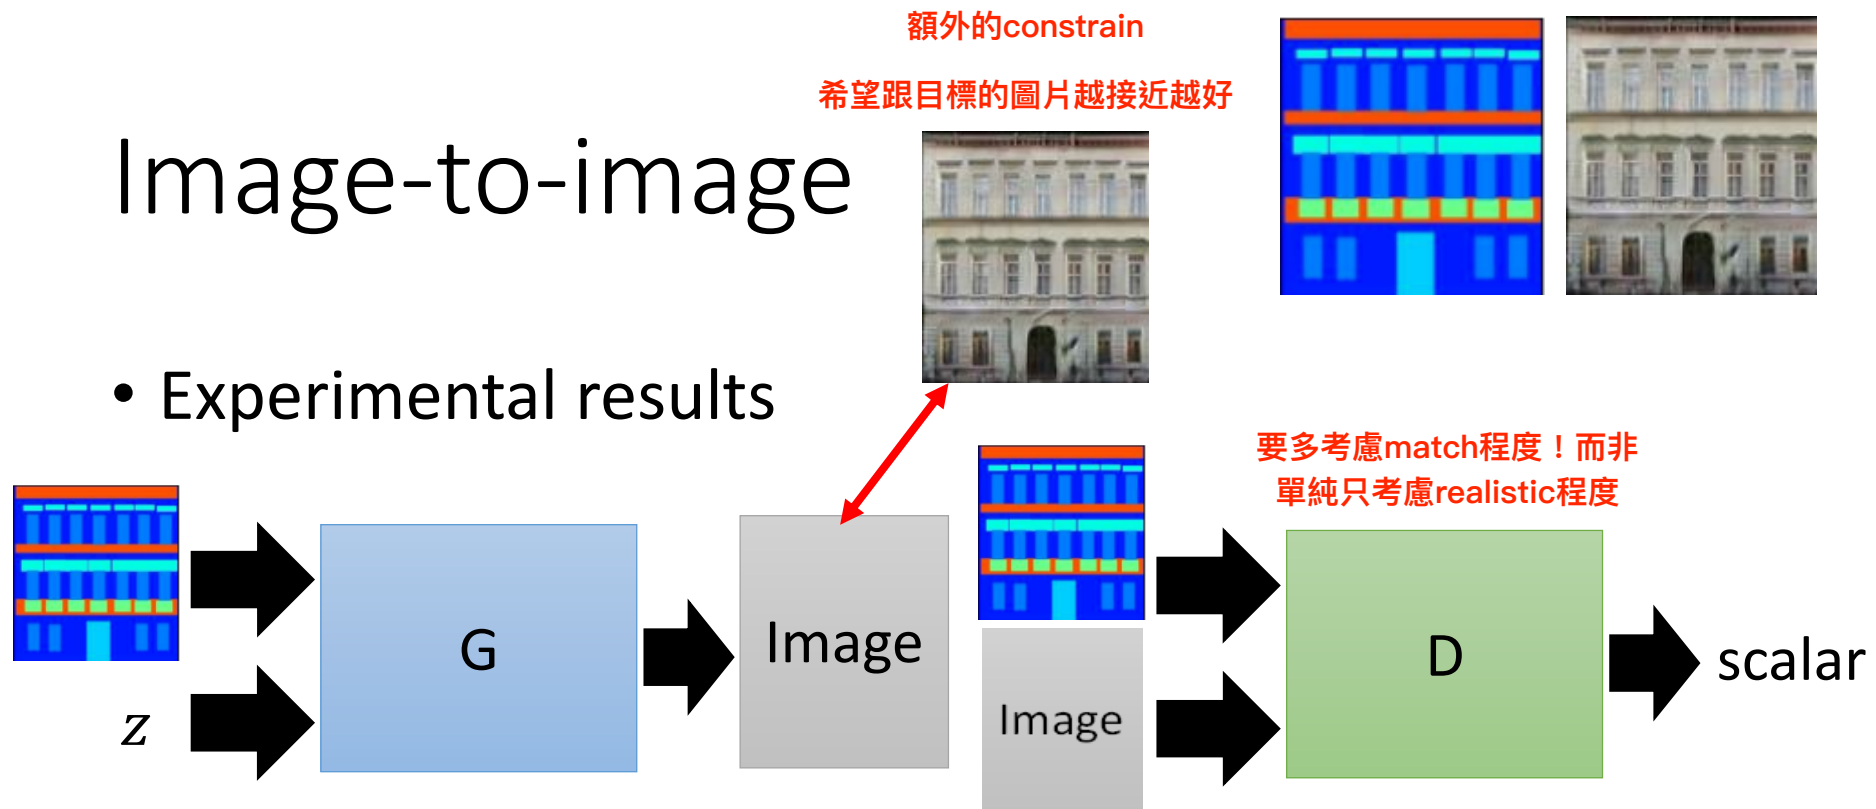 額外的constrain
希望跟目標的圖片越接近越好
Image-to-image
• Experimental results
要多考慮match程度！而非
單純只考慮realistic程度
G
Image
D
scalar
z
Image